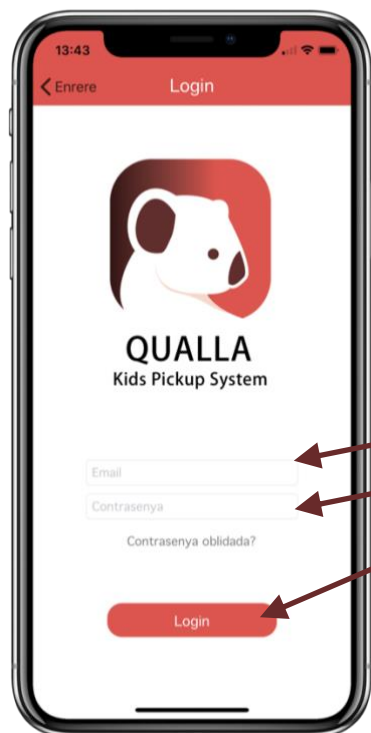 13:43
Enrere Login
QUALLA
Kids Pickup System
Email
Contrasenya
Contrasenya oblidada?
Login